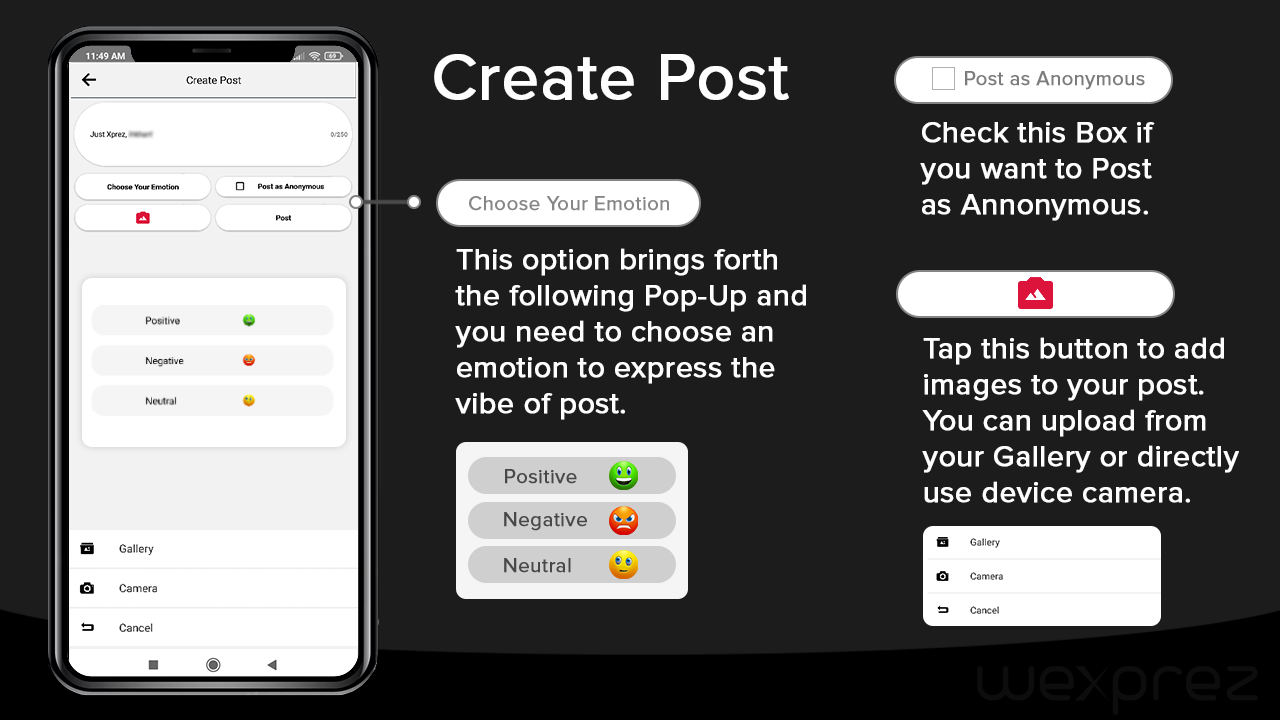 11:49 AM
69
Create Post
Just Xprez,
0/250
Choose Your Emotion
Post as Anonymous
Post
Positive
Negative
Neutral
Gallery
Camera
Cancel
Create Post
Choose Your Emotion
This option brings forth
the following Pop-Up and
you need to choose an
emotion to express the
vibe of post.
Positive
Negative
Neutral
Post as Anonymous
Check this Box if
you want to Post
as Annonymous.
Tap this button to add
images to your post.
You can upload from
your Gallery or directly
use device camera.
Gallery
Camera
Cancel
wexprez